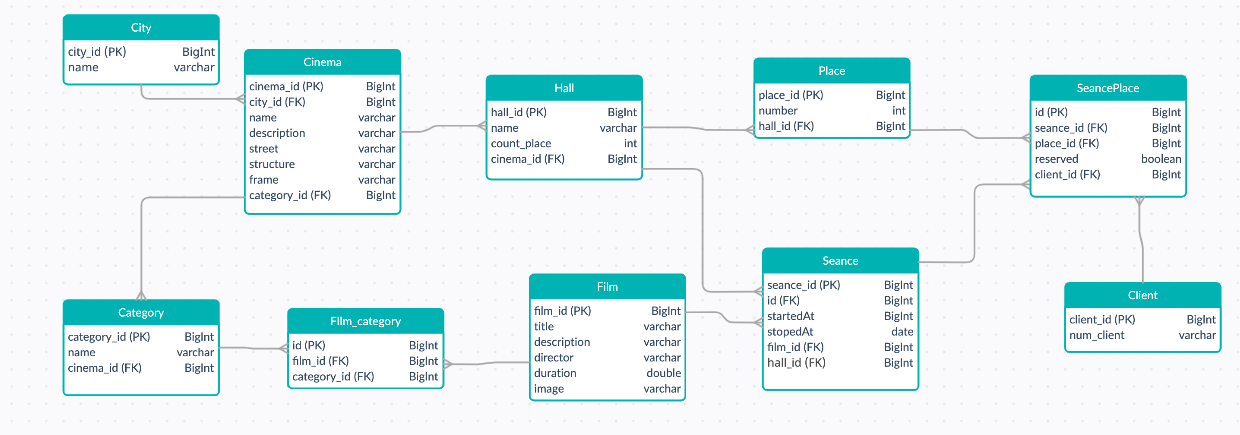 City
city_id (PK) BigInt
name varchar
Cinema
cinema_id (PK) BigInt
city_id (FK) BigInt
name varchar
description varchar
street varchar
structure varchar
frame varchar
category_id (FK) BigInt
Hall
hall_id (PK) BigInt
name varchar
count_place int
cinema_id (FK) BigInt
Place
place_id (PK) BigInt
number int
hall_id (FK) BigInt
SeancePlace
id (PK) BigInt
seance_id (FK) BigInt
place_id (FK) BigInt
reserved boolean
client_id (FK) BigInt
Category
category_id (PK) BigInt
name varchar
cinema_id (FK) BigInt
FIlm_category
id (PK) BigInt
film_id (FK) BigInt
category_id (FK) BigInt
Film
film_id (PK) BigInt
title varchar
description varchar
director varchar
duration double
image varchar
Seance
seance_id (PK) BigInt
id (FK) BigInt
startedAt BigInt
stopedAt date
film_id (FK) BigInt
hall_id (FK) BigInt
Client
client_id (PK) BigInt
num_client varchar